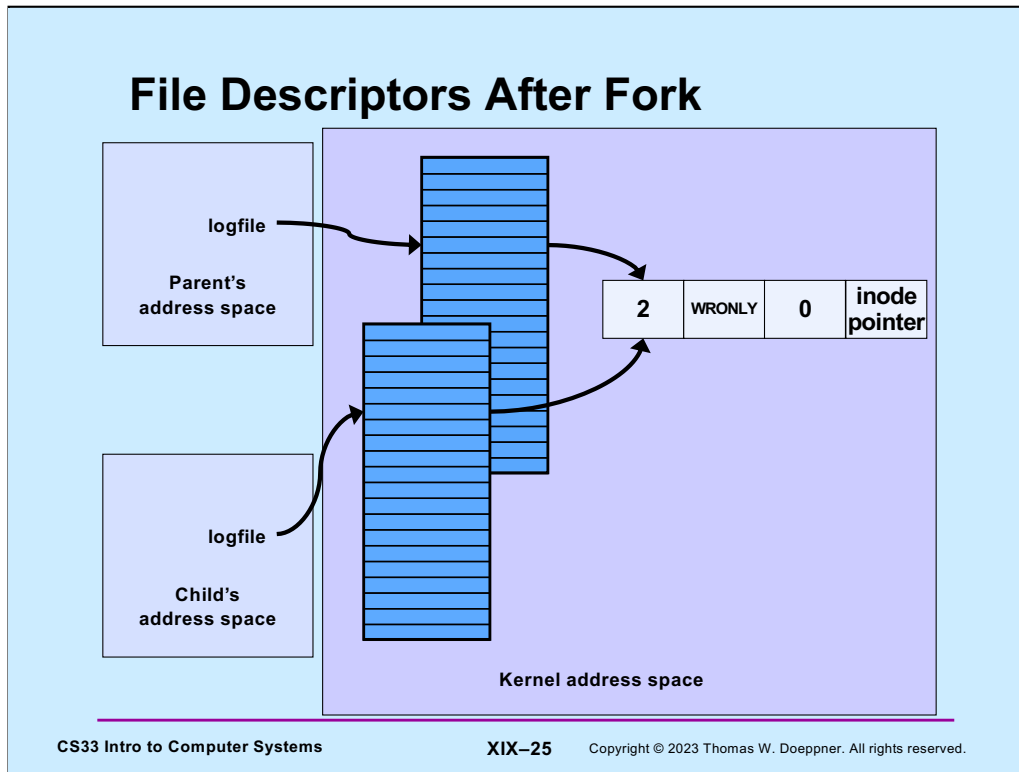 File Descriptors After Fork
logfile
Parent's
address space
2
WRONLY
0
inode
pointer
logfile
Child's
address space
Kernel address space
CS33 Intro to Computer Systems
XIX–25
Copyright © 2023 Thomas W. Doeppner. All rights reserved.